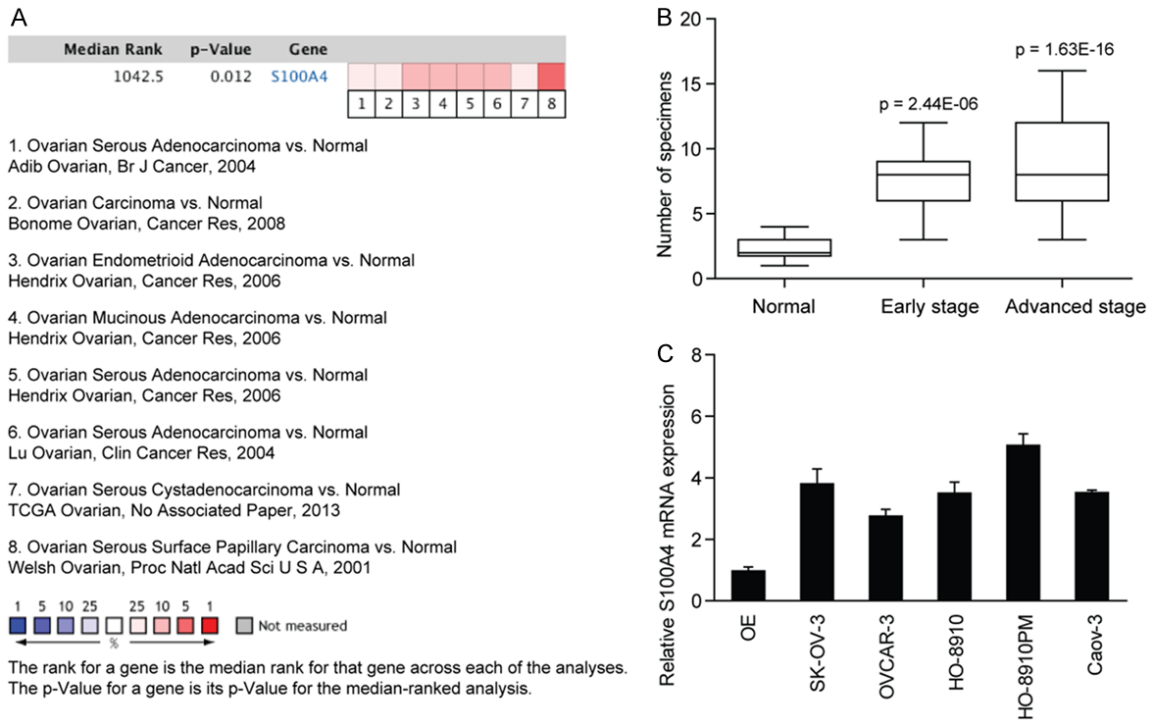 A
Median Rank p-Value Gene
1042.5 0.012 S100A4
1 2 3 4 5 6 7 8
1. Ovarian Serous Adenocarcinoma vs. Normal
Adib Ovarian, Br J Cancer, 2004
2. Ovarian Carcinoma vs. Normal
Bonome Ovarian, Cancer Res, 2008
3. Ovarian Endometrioid Adenocarcinoma vs. Normal
Hendrix Ovarian, Cancer Res, 2006
4. Ovarian Mucinous Adenocarcinoma vs. Normal
Hendrix Ovarian, Cancer Res, 2006
5. Ovarian Serous Adenocarcinoma vs. Normal
Hendrix Ovarian, Cancer Res, 2006
6. Ovarian Serous Adenocarcinoma vs. Normal
Lu Ovarian, Clin Cancer Res, 2004
7. Ovarian Serous Cystadenocarcinoma vs. Normal
TCGA Ovarian, No Associated Paper, 2013
8. Ovarian Serous Surface Papillary Carcinoma vs. Normal
Welsh Ovarian, Proc Natl Acad Sci U S A, 2001
1 5 10 25 25 10 5 1
%
Not measured
The rank for a gene is the median rank for that gene across each of the analyses.
The p-Value for a gene is its p-Value for the median-ranked analysis.
B
Number of specimens
20
15
10
5
0
p = 2.44E-06
p = 1.63E-16
Normal Early stage Advanced stage
C
Relative S100A4 mRNA expression
8
6
4
2
0
OE
SK-OV-3
OVCAR-3
HO-8910
HO-8910PM
Caov-3